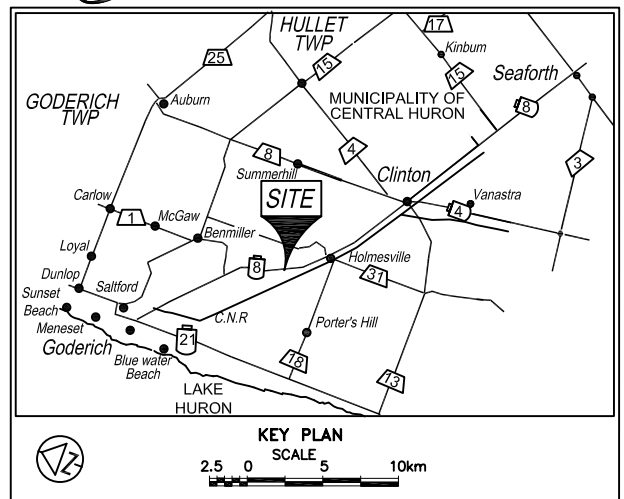 HULLET
TWP
17
Kinburn
25
15
15
Seaforth
GODERICH
TWP
Auburn
MUNICIPALITY OF
CENTRAL HURON
8
8
4
3
Summerhill
Clinton
SITE
Vanastra
4
Carlow
1
McGaw
Benmiller
Loyal
8
Holmesville
31
Dunlop
Sunset
Beach
Saltford
C.N.R
Meneset
Porter's Hill
Goderich
21
Blue water
Beach
18
13
LAKE
HURON
KEY PLAN
SCALE
2.5 0 5 10km
N